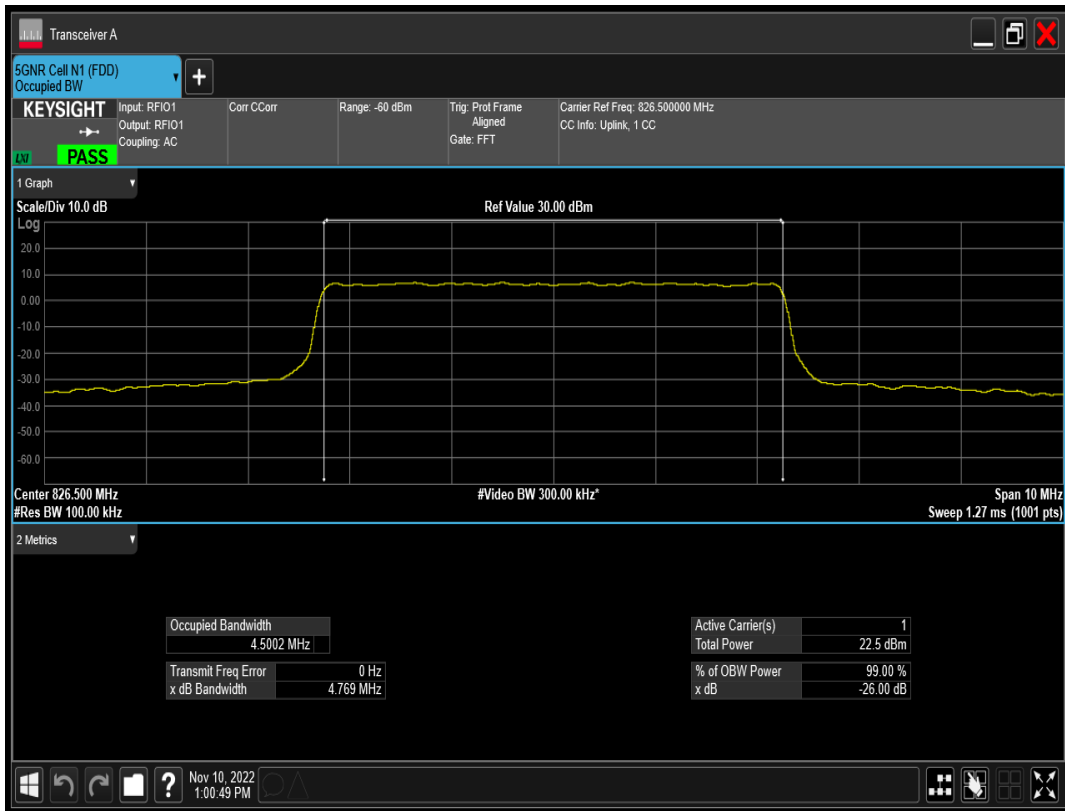 Transceiver A
5GNR Cell N1 (FDD)
Occupied BW
+
KEYSIGHT
LXI
PASS
Input: RFIO1
Output: RFIO1
Coupling: AC
Corr CCorr
Range: -60 dBm
Trig: Prot Frame
Aligned
Gate: FFT
Carrier Ref Freq: 826.500000 MHz
CC Info: Uplink, 1 CC
1 Graph
Scale/Div 10.0 dB
Ref Value 30.00 dBm
Log
20.0
10.0
0.00
-10.0
-20.0
-30.0
-40.0
-50.0
-60.0
Center 826.500 MHz
#Video BW 300.00 kHz*
Span 10 MHz
#Res BW 100.00 kHz
Sweep 1.27 ms (1001 pts)
2 Metrics
Occupied Bandwidth
4.5002 MHz
Transmit Freq Error 0 Hz
x dB Bandwidth 4.769 MHz
Active Carrier(s) 1
Total Power 22.5 dBm
% of OBW Power 99.00 %
x dB -26.00 dB
?
Nov 10, 2022
1:00:49 PM